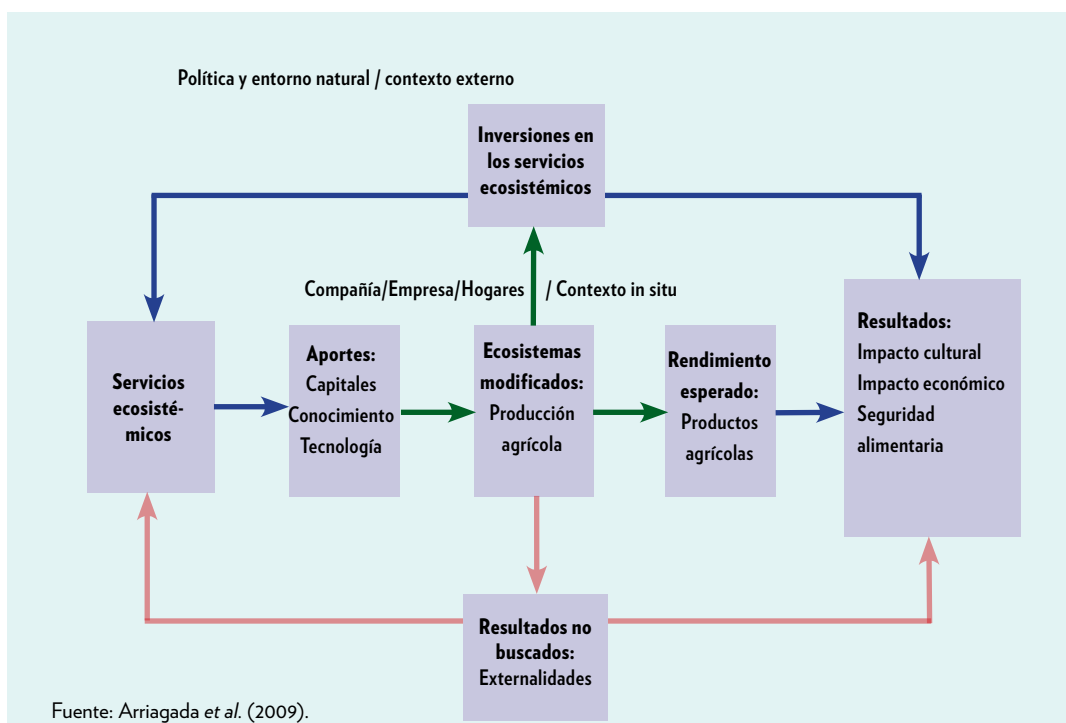 Política y entorno natural / contexto externo
Inversiones en
los servicios
ecosistémicos
Compañía/Empresa/Hogares / Contexto in situ
Servicios
ecosisté-
micos
Aportes:
Capitales
Conocimiento
Tecnología
Ecosistemas
modificados:
Producción
agrícola
Rendimiento
esperado:
Productos
agrícolas
Resultados:
Impacto cultural
Impacto económico
Seguridad
alimentaria
Resultados no
buscados:
Externalidades
Fuente: Arriagada et al. (2009).